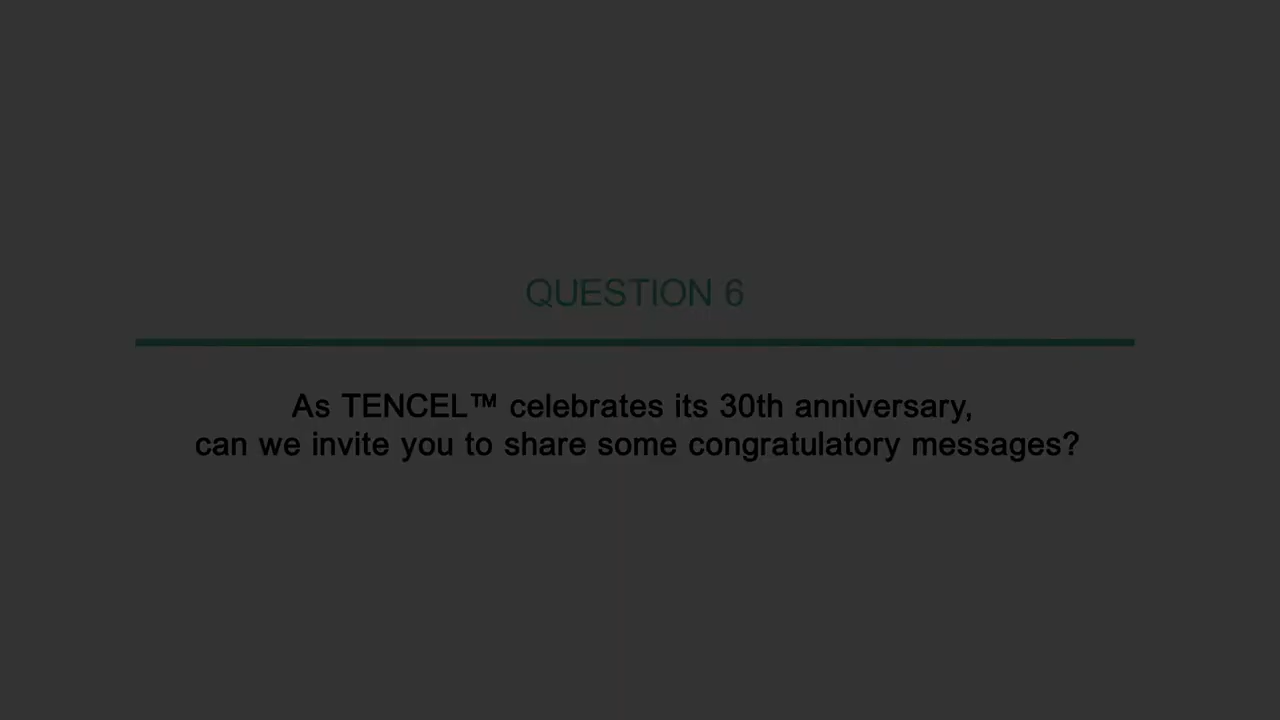 QUESTION 6
As TENCEL™ celebrates its 30th anniversary,
can we invite you to share some congratulatory messages?